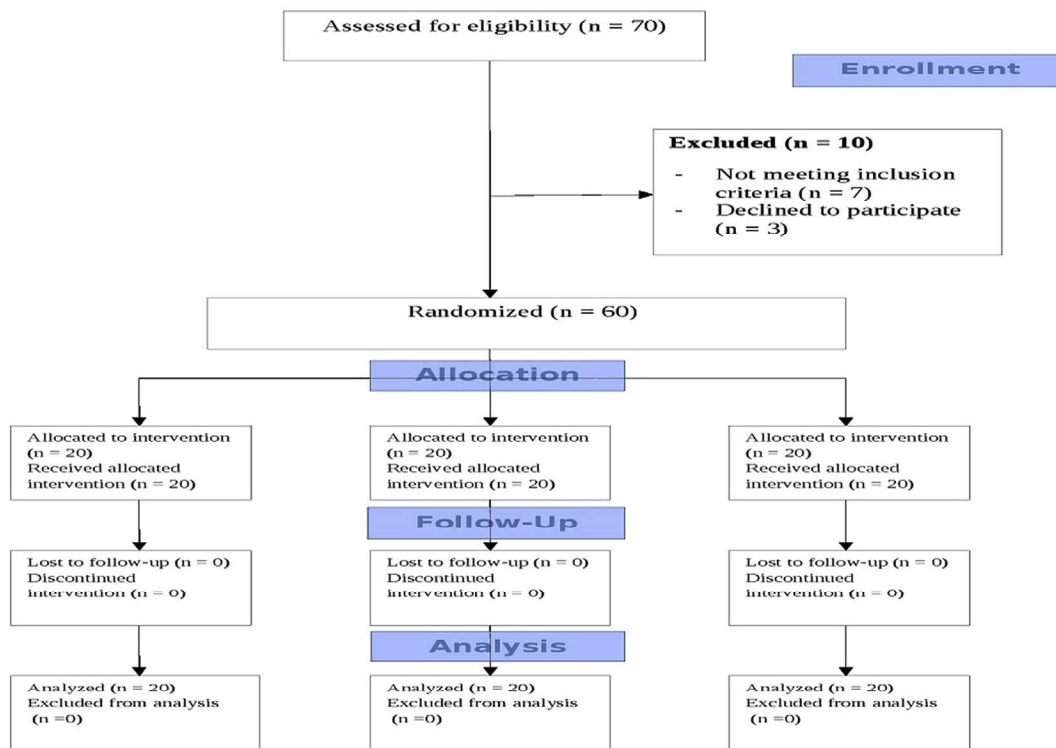 Assessed for eligibility (n = 70)
Enrollment
Excluded (n = 10)
- Not meeting inclusion
criteria (n = 7)
- Declined to participate
(n = 3)
Randomized (n = 60)
Allocation
Allocated to intervention
(n = 20)
Received allocated
intervention (n = 20)
Allocated to intervention
(n = 20)
Received allocated
intervention (n = 20)
Allocated to intervention
(n = 20)
Received allocated
intervention (n = 20)
Follow-Up
Lost to follow-up (n = 0)
Discontinued
intervention (n = 0)
Lost to follow-up (n = 0)
Discontinued
intervention (n = 0)
Lost to follow-up (n = 0)
Discontinued
intervention (n = 0)
Analysis
Analyzed (n = 20)
Excluded from analysis
(n =0)
Analyzed (n = 20)
Excluded from analysis
(n =0)
Analyzed (n = 20)
Excluded from analysis
(n =0)